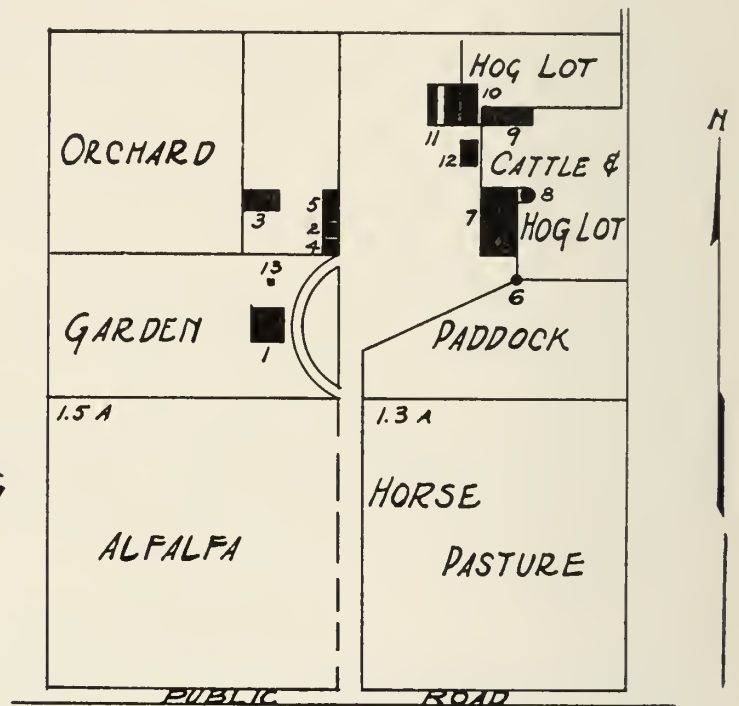 HOG LOT
N
10
11
9
ORCHARD
12
CATTLE &
3
5
7
8
2
HOG LOT
4
13
6
GARDEN
1
PADDOCK
1.5 A
1.3 A
HORSE
ALFALFA
PASTURE
PUBLIC ROAD